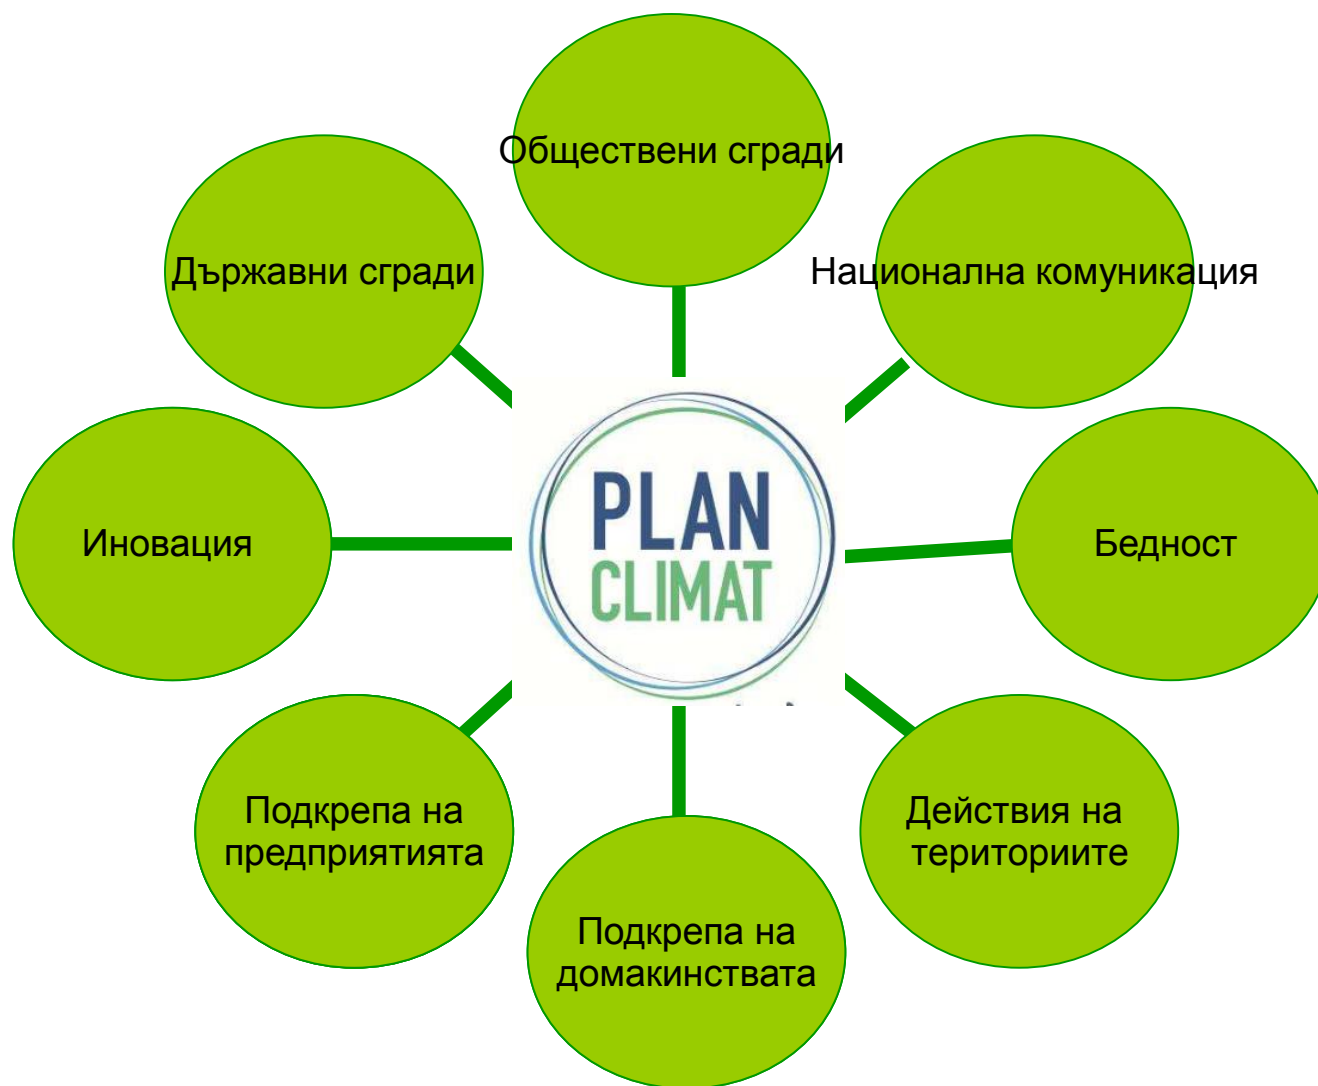 Обществени сгради
Държавни сгради
Национална комуникация
PLAN
CLIMAT
Иновация
Бедност
Подкрепа на
предприятията
Действия на
териториите
Подкрепа на
домакинствата